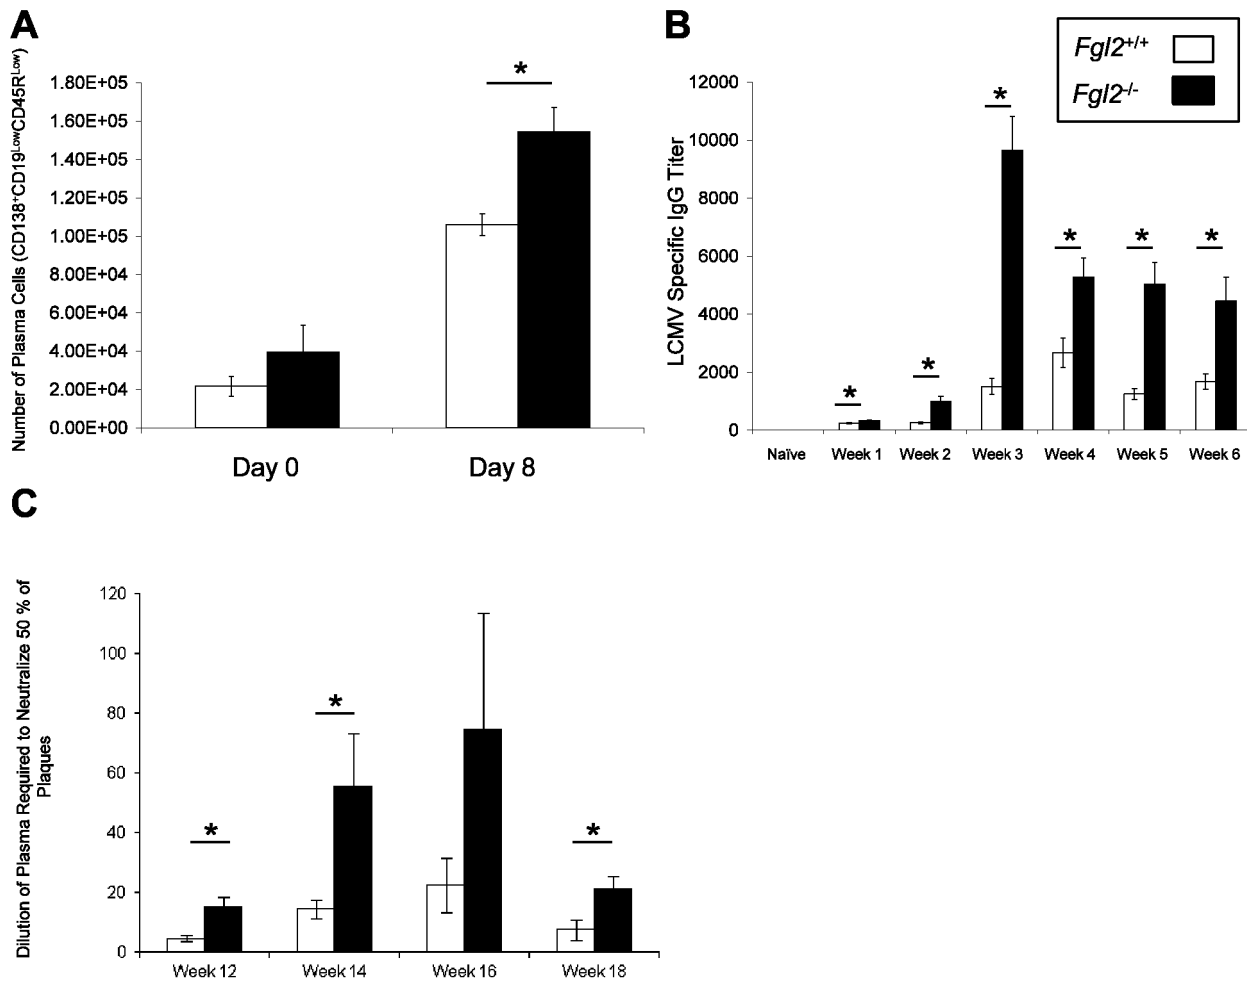 A
Number of Plasma Cells (CD138⁺CD19ᴸᵒʷCD45Rᴸᵒʷ)
1.80E+05
1.60E+05
1.40E+05
1.20E+05
1.00E+05
8.00E+04
6.00E+04
4.00E+04
2.00E+04
0.00E+00
*
Day 0 Day 8
B
Fgl2⁺/⁺
Fgl2⁻/⁻
LCMV Specific IgG Titer
12000
10000
8000
6000
4000
2000
0
* * * * * *
Naïve Week 1 Week 2 Week 3 Week 4 Week 5 Week 6
C
Dilution of Plasma Required to Neutralize 50 % of
Plaques
120
100
80
60
40
20
0
* * *
Week 12 Week 14 Week 16 Week 18